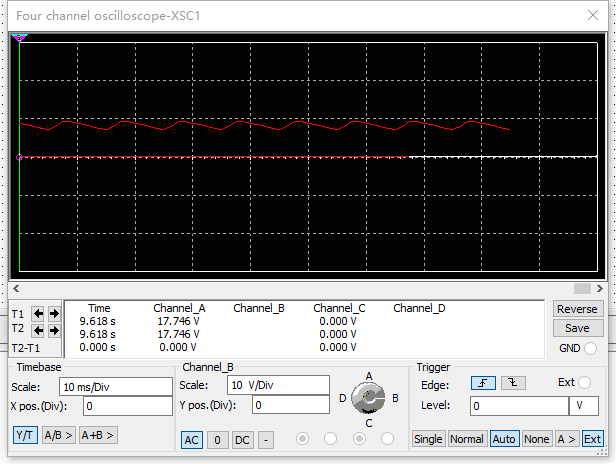 Four channel oscilloscope-XSC1
T1
T2
T2-T1
Time Channel_A Channel_B Channel_C Channel_D
9.618 s 17.746 V 0.000 V
9.618 s 17.746 V 0.000 V
0.000 s 0.000 V 0.000 V
Reverse
Save
GND
Timebase
Scale: 10 ms/Div
X pos.(Div): 0
Y/T A/B > A+B >
Channel_B
Scale: 10 V/Div
Y pos.(Div): 0
AC 0 DC -
A
D B
C
Trigger
Edge: Ext
Level: 0 V
Single Normal Auto None A > Ext